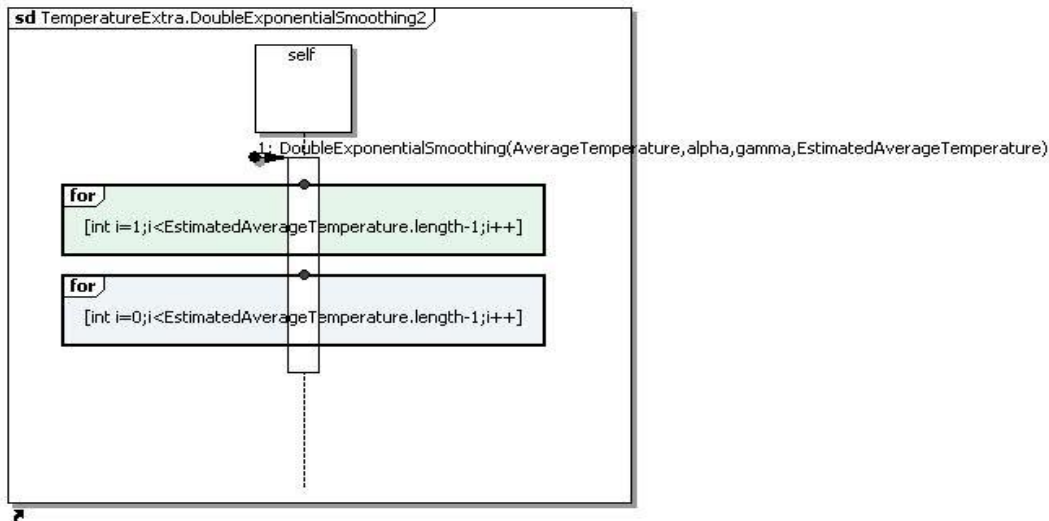 sd TemperatureExtra.DoubleExponentialSmoothing2
self
1: DoubleExponentialSmoothing(AverageTemperature,alpha,gamma,EstimatedAverageTemperature)
for
[int i=1;i<EstimatedAverageTemperature.length-1;i++]
for
[int i=0;i<EstimatedAverageTemperature.length-1;i++]